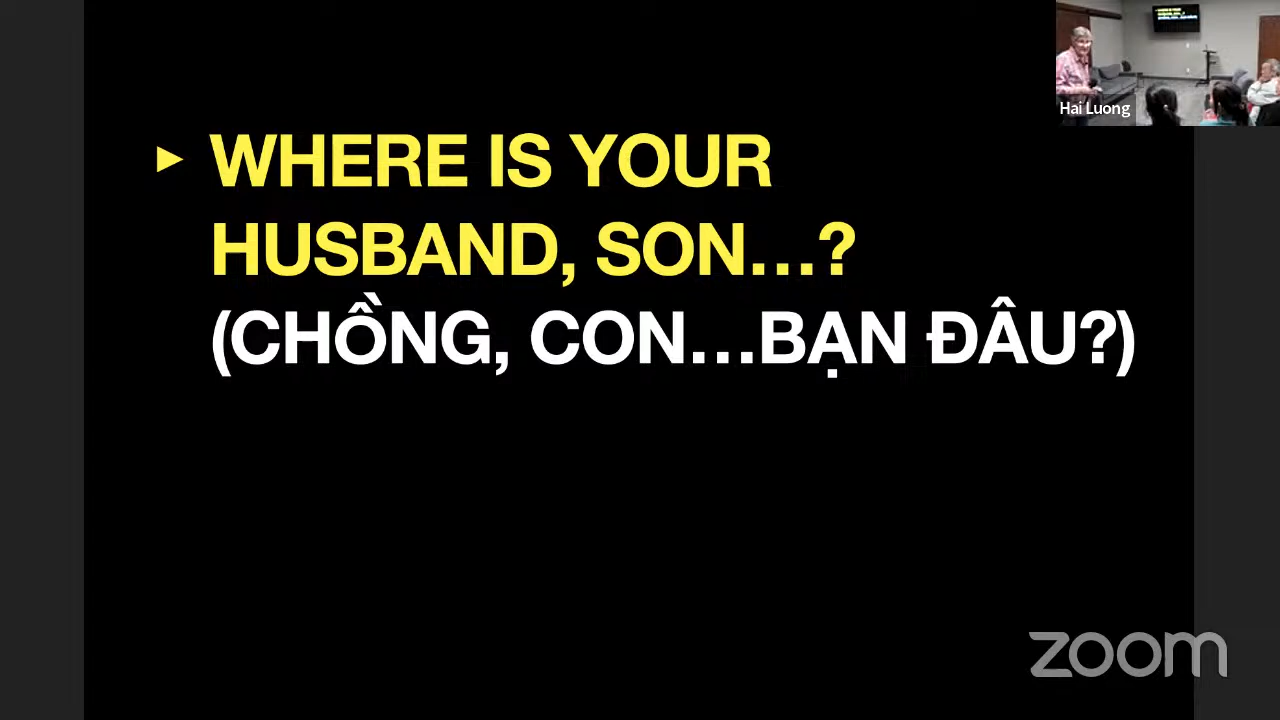 WHERE IS YOUR
HUSBAND, SON…?
(CHỒNG, CON…BẠN ĐÂU?)
Hai Luong
zoom